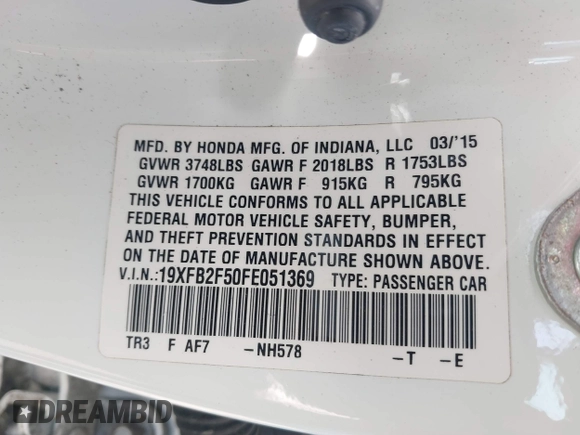 MFD. BY HONDA MFG. OF INDIANA, LLC 03/'15
GVWR 3748LBS GAWR F 2018LBS R 1753LBS
GVWR 1700KG GAWR F 915KG R 795KG
THIS VEHICLE CONFORMS TO ALL APPLICABLE
FEDERAL MOTOR VEHICLE SAFETY, BUMPER,
AND THEFT PREVENTION STANDARDS IN EFFECT
ON THE DATE OF MANUFACTURE SHOWN ABOVE.
V.I.N.:19XFB2F50FE051369 TYPE: PASSENGER CAR
TR3 F AF7 -NH578 -T -E
DREAMBID